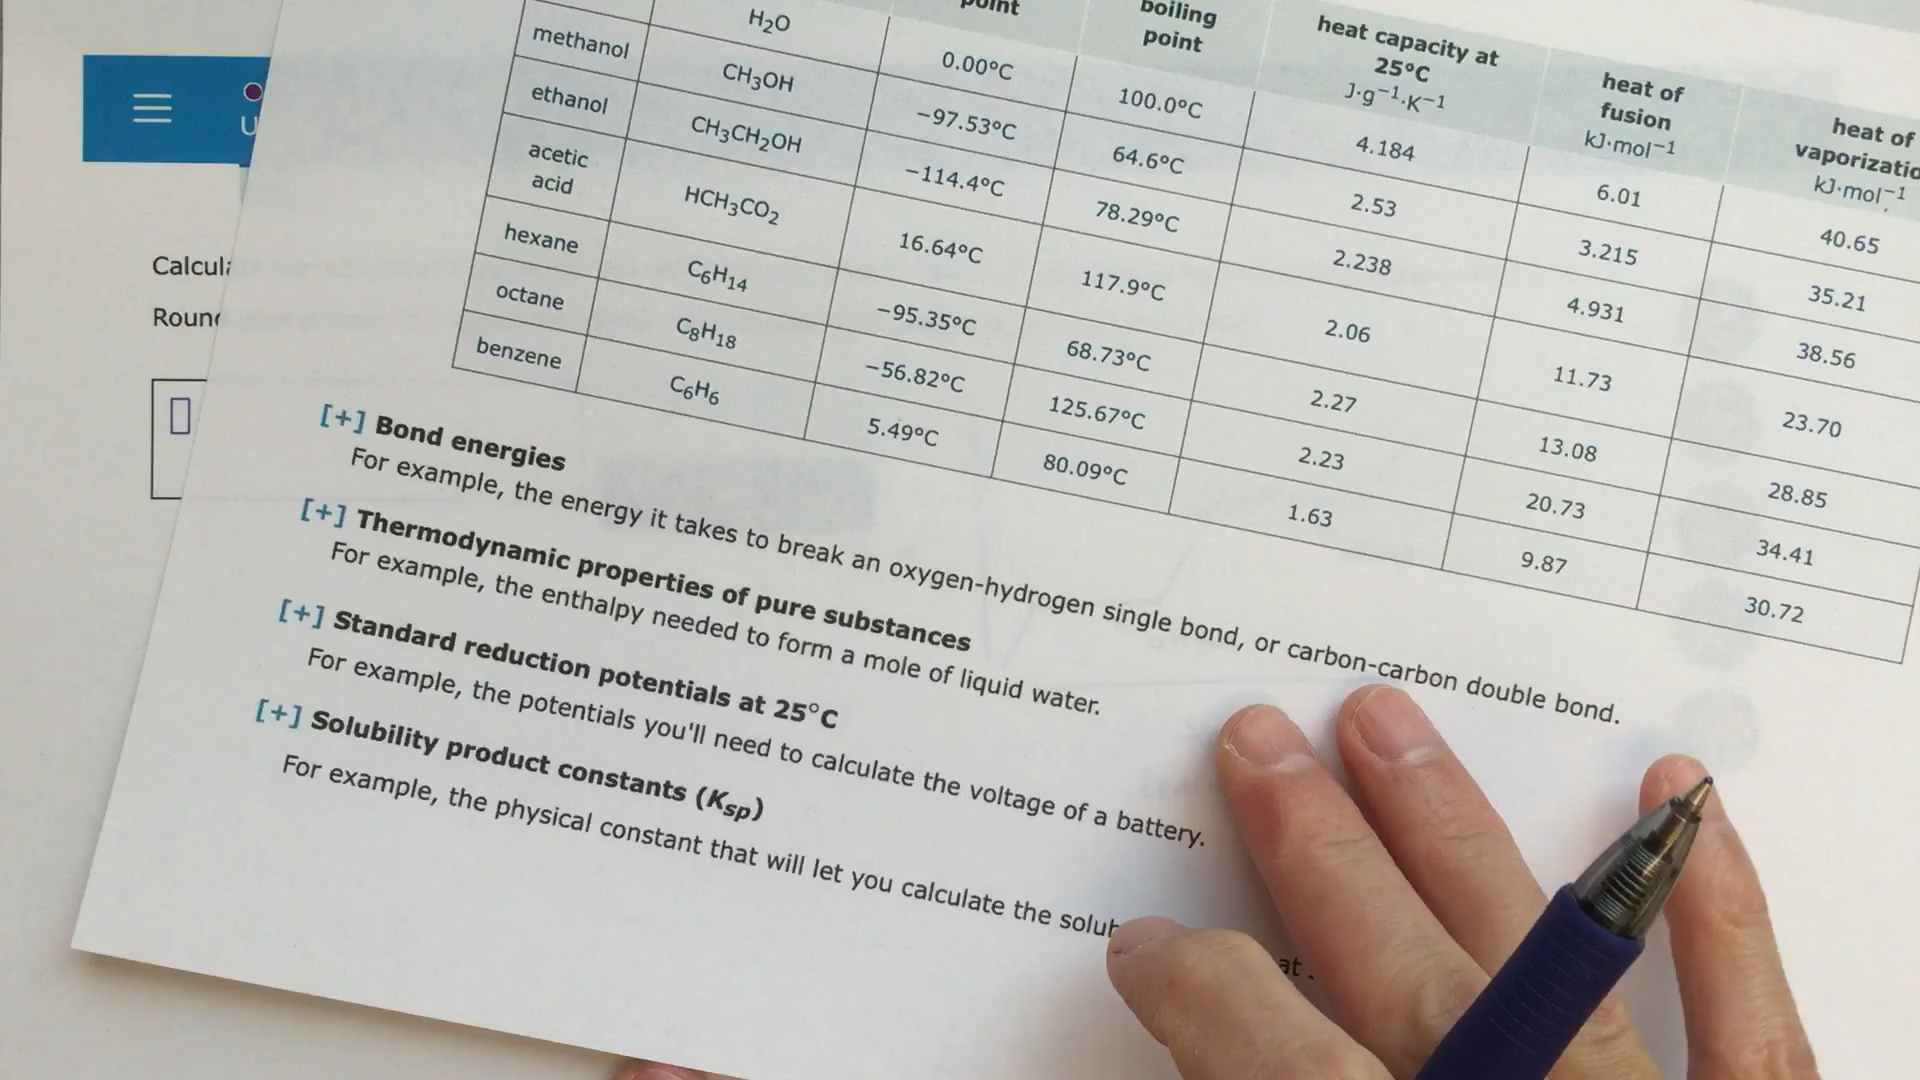 point
boiling point
heat capacity at 25°C J·g⁻¹·K⁻¹
heat of fusion kJ·mol⁻¹
heat of kJ·mol⁻¹
H₂O 0.00°C 100.0°C 4.184 6.01 40.65
methanol CH₃OH −97.53°C 64.6°C 2.53 3.215 35.21
ethanol CH₃CH₂OH −114.4°C 78.29°C 2.238 4.931 38.56
acetic acid HCH₃CO₂ 16.64°C 117.9°C 2.06 11.73 23.70
hexane C₆H₁₄ −95.35°C 68.73°C 2.27 13.08 28.85
octane C₈H₁₈ −56.82°C 125.67°C 2.23 20.73 34.41
benzene C₆H₆ 5.49°C 80.09°C 1.63 9.87 30.72
[+] Bond energies
For example, the energy it takes to break an oxygen-hydrogen single bond, or carbon-carbon double bond.
[+] Thermodynamic properties of pure substances
For example, the enthalpy needed to form a mole of liquid water.
[+] Standard reduction potentials at 25°C
For example, the potentials you'll need to calculate the voltage of a battery.
[+] Solubility product constants (Ksp)
For example, the physical constant that will let you calculate the